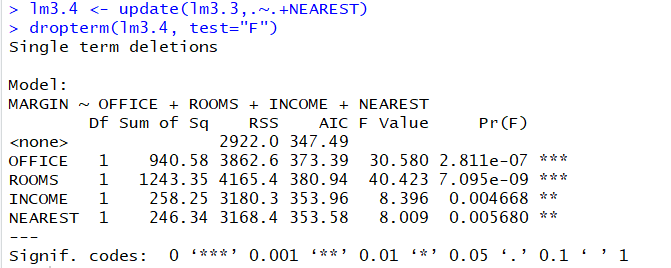 > lm3.4 <- update(lm3.3,.~.+NEAREST)
> dropterm(lm3.4, test="F")
Single term deletions
Model:
MARGIN ~ OFFICE + ROOMS + INCOME + NEAREST
        Df Sum of Sq    RSS    AIC F Value     Pr(F)
<none>               2922.0 347.49
OFFICE   1    940.58 3862.6 373.39  30.580 2.811e-07 ***
ROOMS    1   1243.35 4165.4 380.94  40.423 7.095e-09 ***
INCOME   1    258.25 3180.3 353.96   8.396  0.004668 **
NEAREST  1    246.34 3168.4 353.58   8.009  0.005680 **
---
Signif. codes:  0 ‘***’ 0.001 ‘**’ 0.01 ‘*’ 0.05 ‘.’ 0.1 ‘ ’ 1